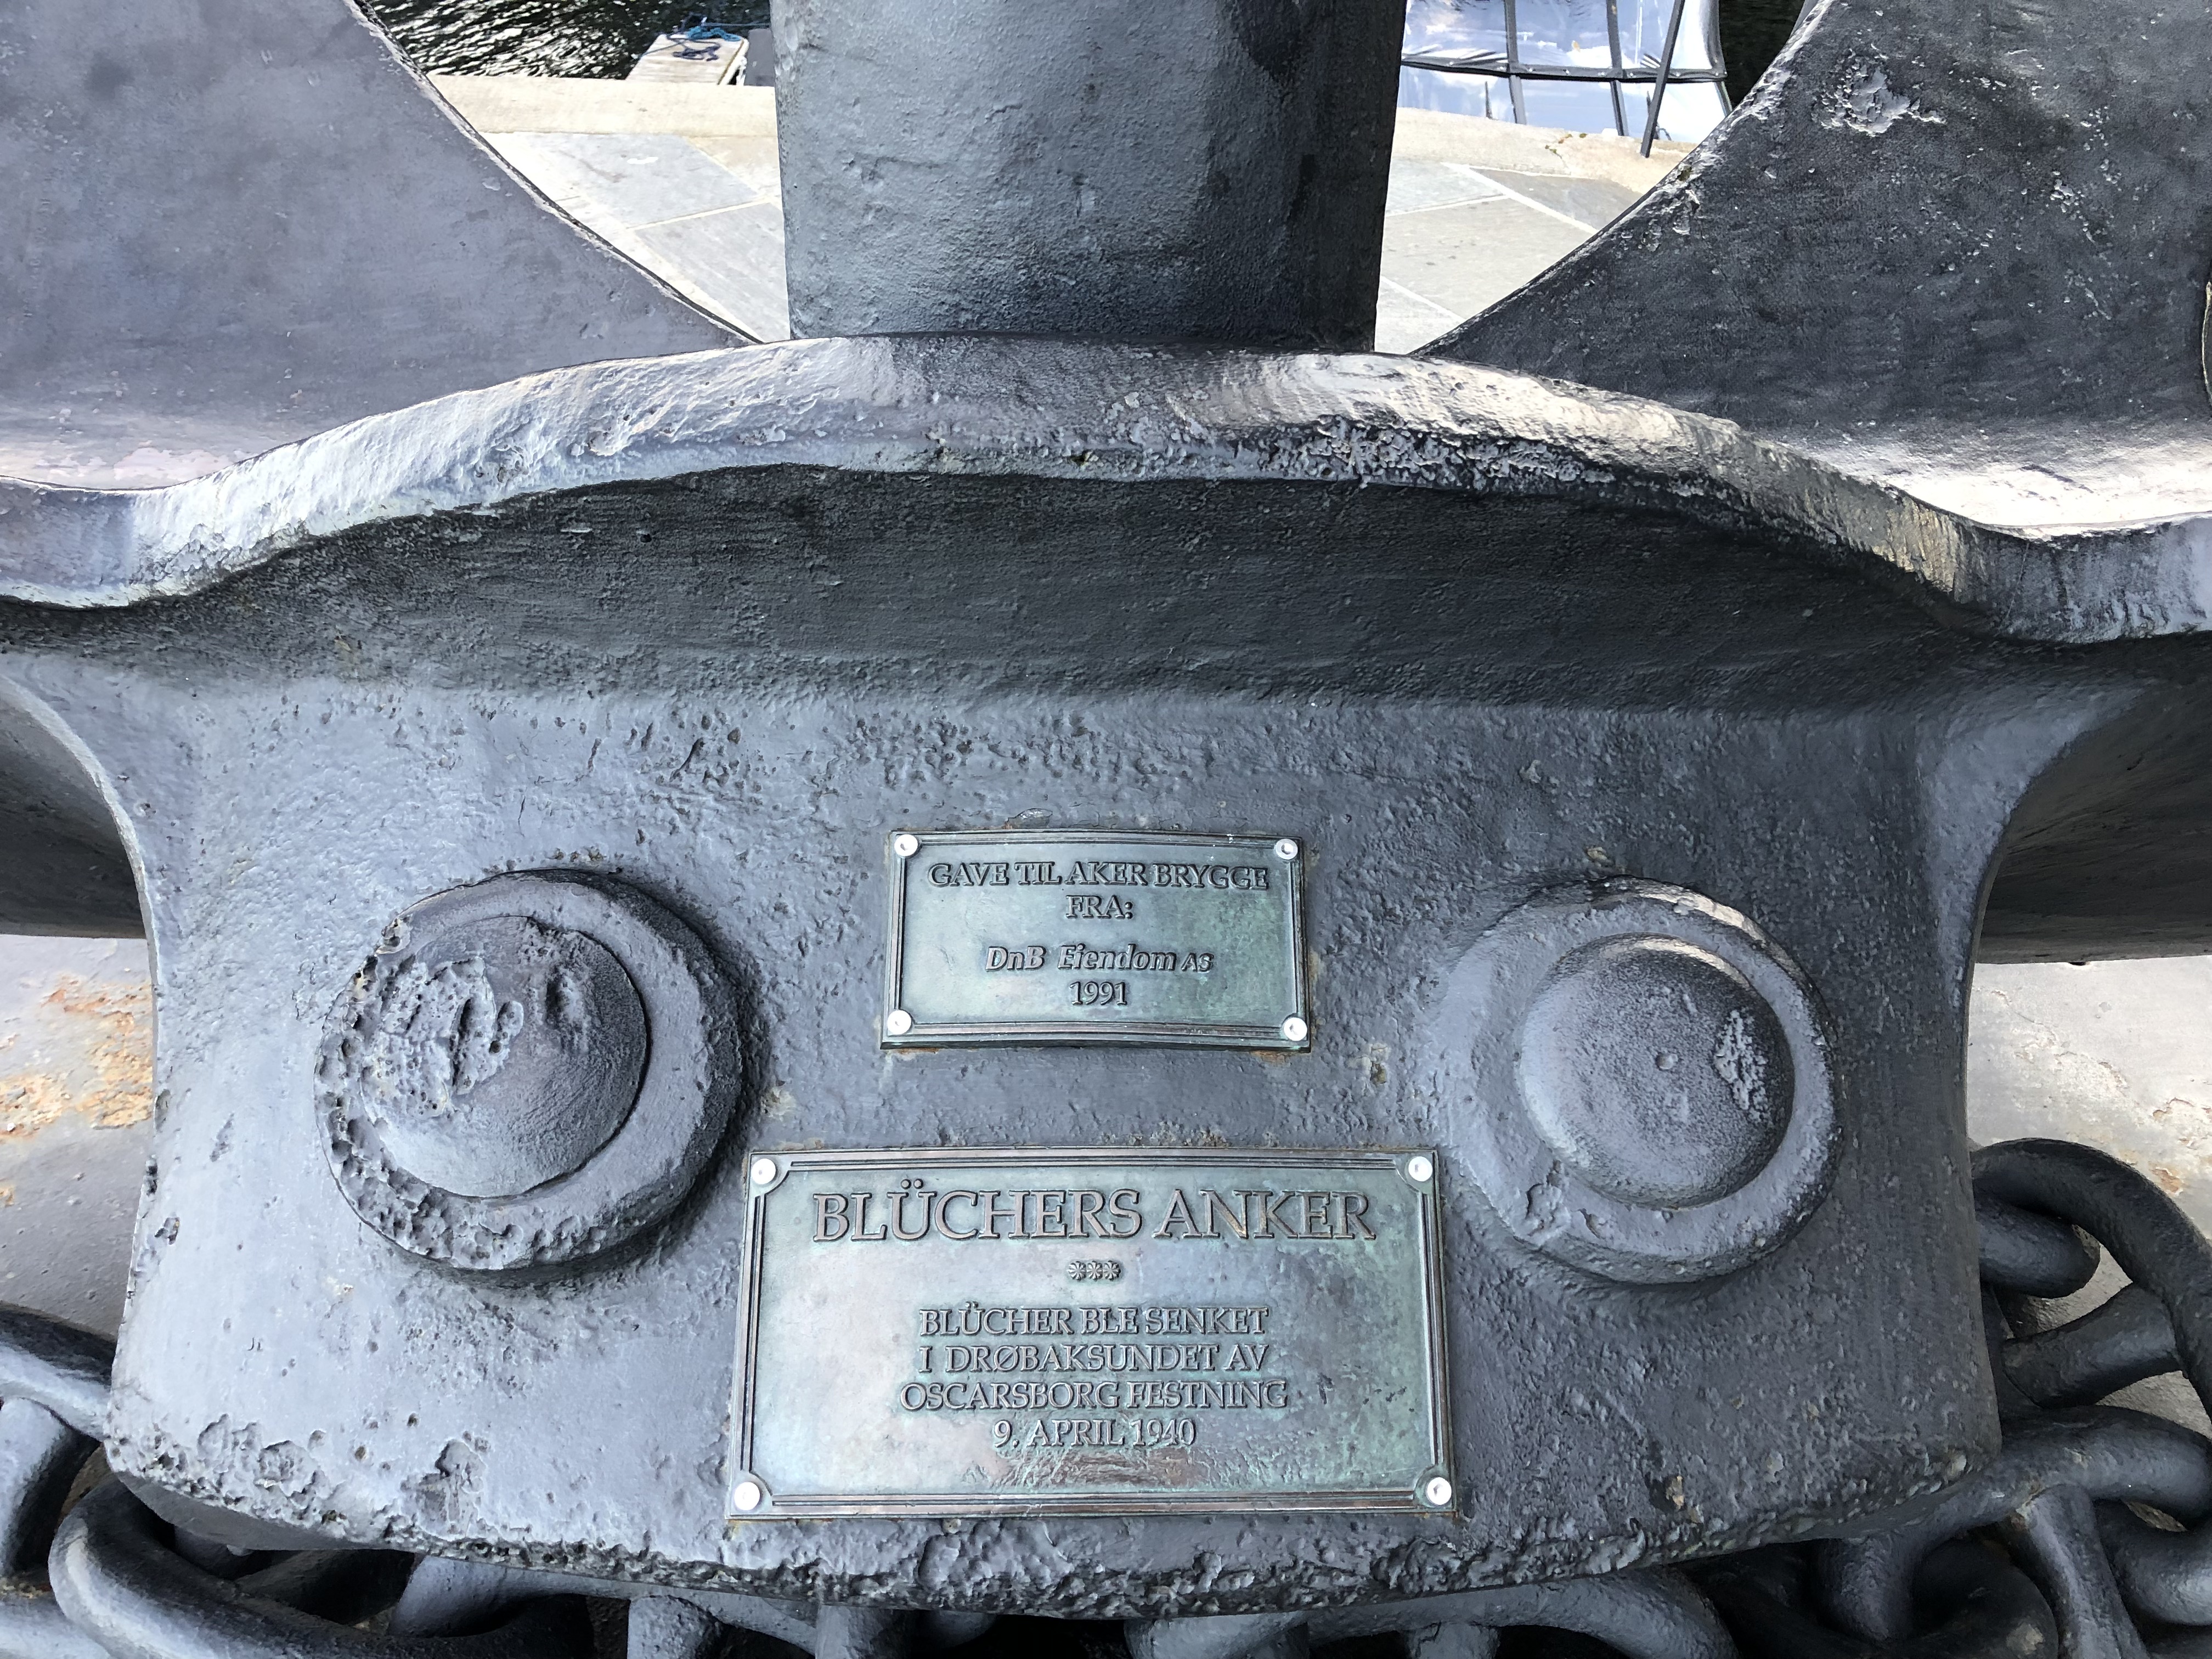 GAVE TIL AKER BRYGGE
FRA:
DnB Eiendom AS
1991
BLÜCHERS ANKER
***
BLÜCHER BLE SENKET
I DRØBAKSUNDET AV
OSCARSBORG FESTNING
9. APRIL 1940